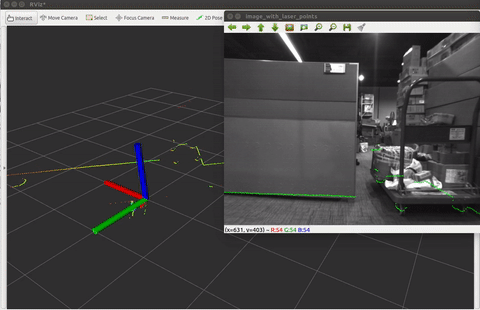 RViz*
Interact Move Camera Select Focus Camera Measure 2D Pose
image_with_laser_points
(x=631, y=403) ~ R:54 G:54 B:54